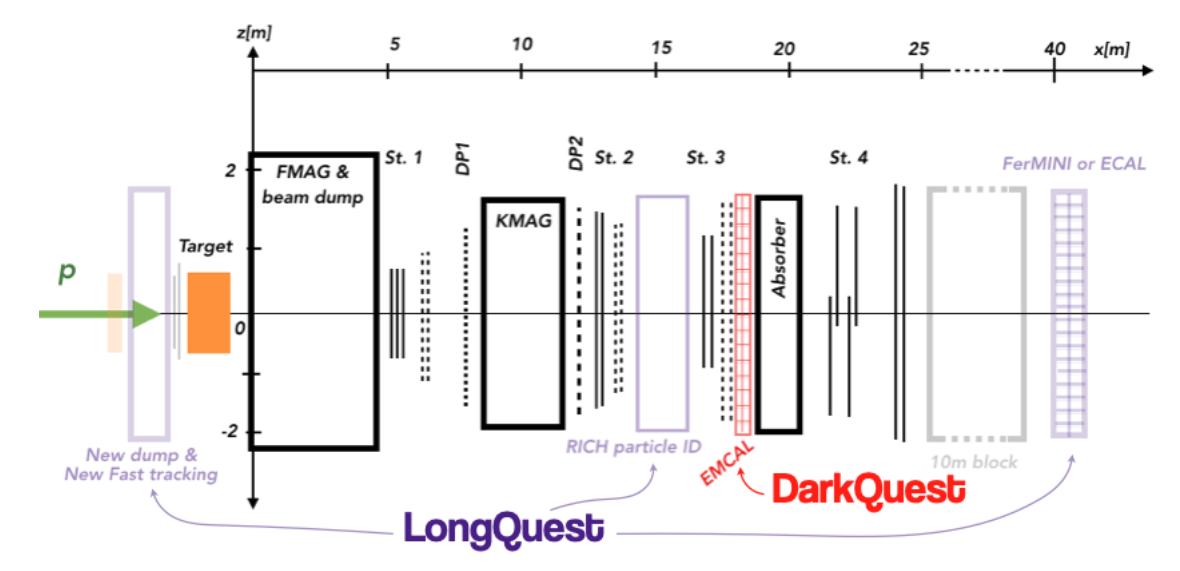 z[m]
5
10
15
20
25
40
x[m]
St. 1
DP1
DP2
St. 2
St. 3
St. 4
2
FMAG &
beam dump
FerMINI or ECAL
KMAG
Absorber
Target
p
0
-2
New dump &
New Fast tracking
RICH particle ID
EMCAL
10m block
DarkQuest
LongQuest